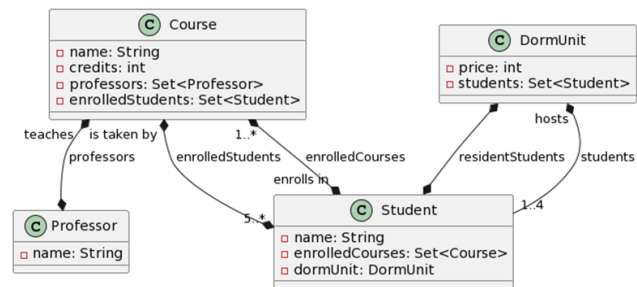 C Course
name: String
credits: int
professors: Set<Professor>
enrolledStudents: Set<Student>
C DormUnit
price: int
students: Set<Student>
teaches
is taken by
1..*
hosts
professors
enrolledStudents
enrolledCourses
residentStudents
students
enrolls in
5..*
1..4
C Professor
name: String
C Student
name: String
enrolledCourses: Set<Course>
dormUnit: DormUnit